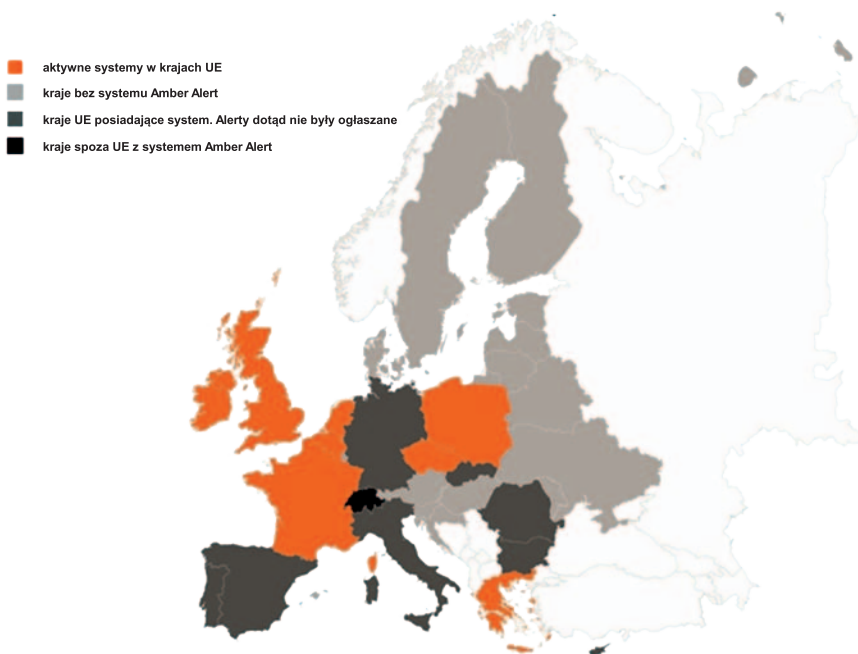 aktywne systemy w krajach UE
kraje bez systemu Amber Alert
kraje UE posiadające system. Alerty dotąd nie były ogłaszane
kraje spoza UE z systemem Amber Alert